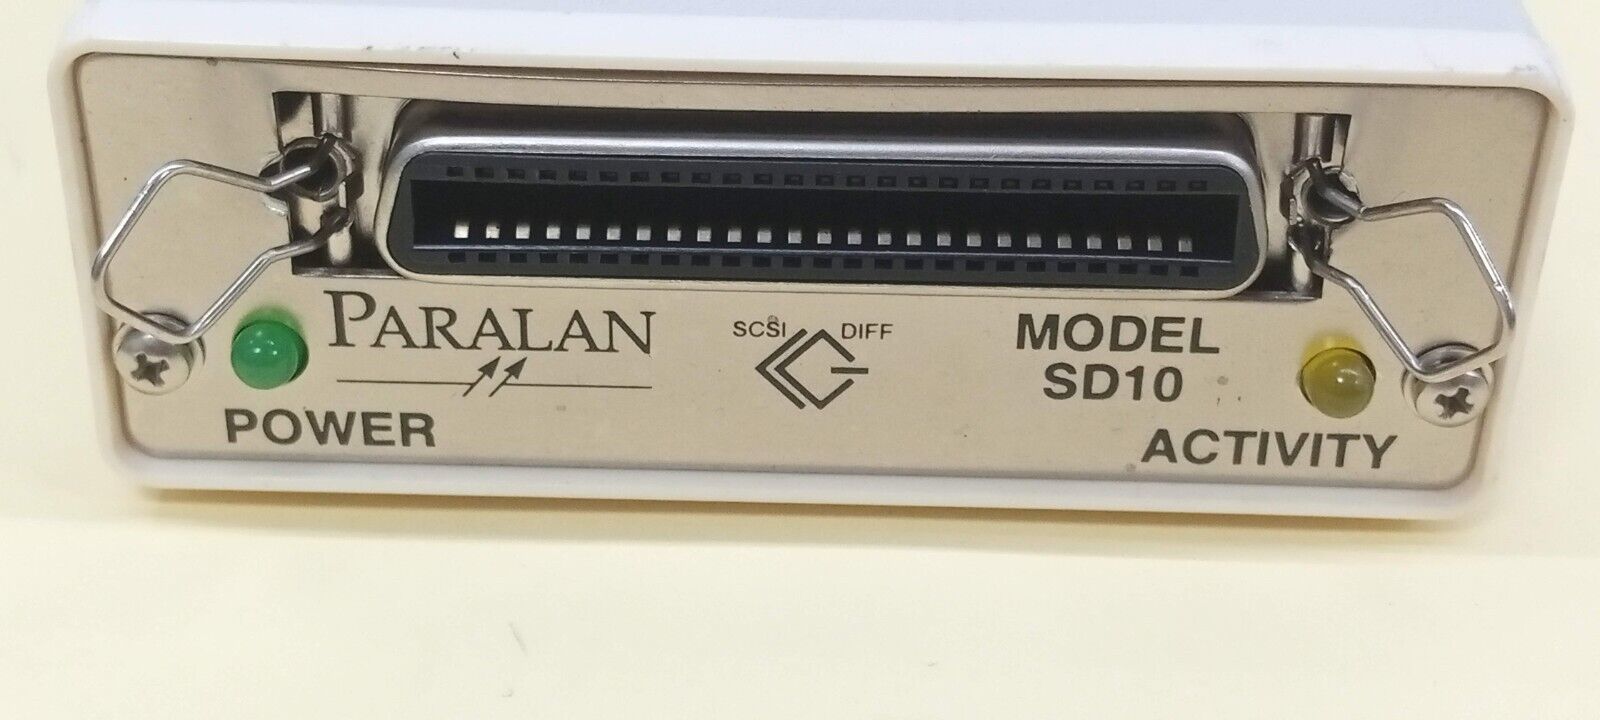 PARALAN
SCSI DIFF
MODEL
SD10
POWER
ACTIVITY